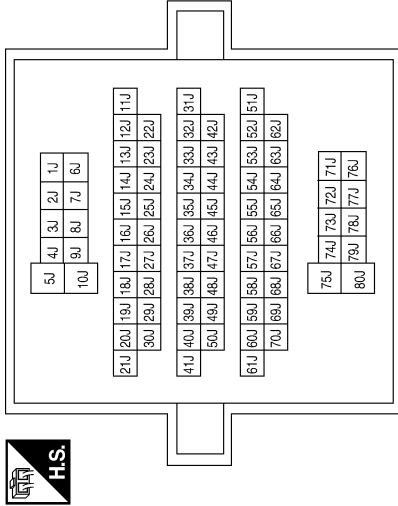 H.S.
5J 4J 3J 2J 1J
10J 9J 8J 7J 6J
21J 20J 19J 18J 17J 16J 15J 14J 13J 12J 11J
30J 29J 28J 27J 26J 25J 24J 23J 22J
41J 40J 39J 38J 37J 36J 35J 34J 33J 32J 31J
50J 49J 48J 47J 46J 45J 44J 43J 42J
61J 60J 59J 58J 57J 56J 55J 54J 53J 52J 51J
70J 69J 68J 67J 66J 65J 64J 63J 62J
75J 74J 73J 72J 71J
80J 79J 78J 77J 76J